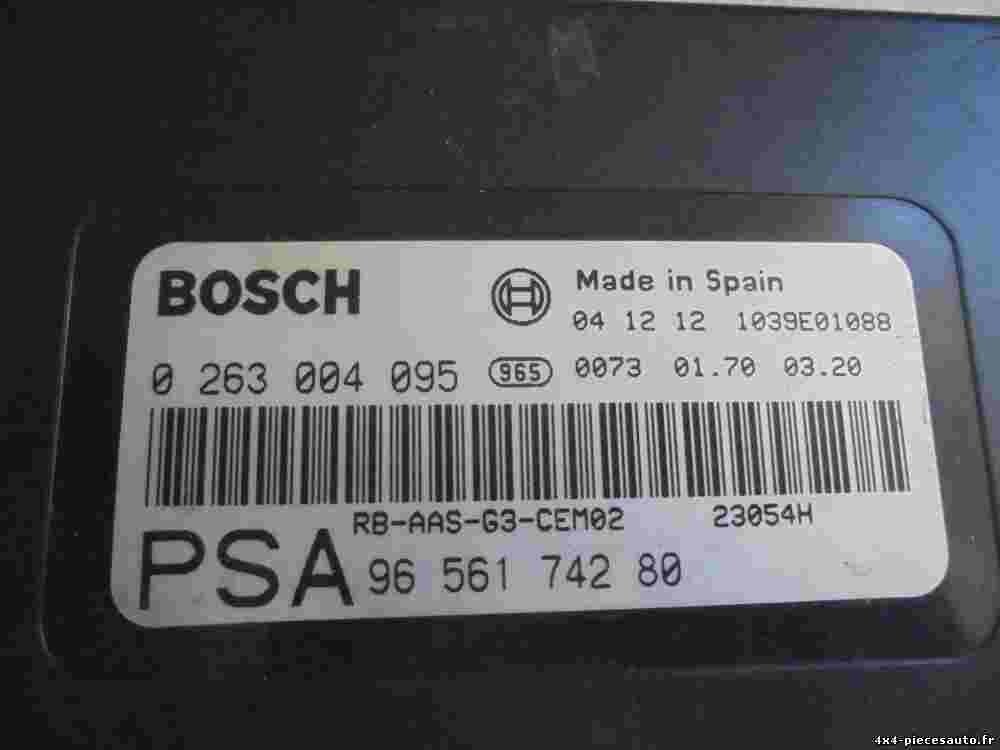 BOSCH
Made in Spain
04 12 12 1039E01088
0 263 004 095 965 0073 01.70 03.20
RB-AAS-G3-CEM02 23054H
PSA 96 561 742 80
4x4-piecesauto.fr